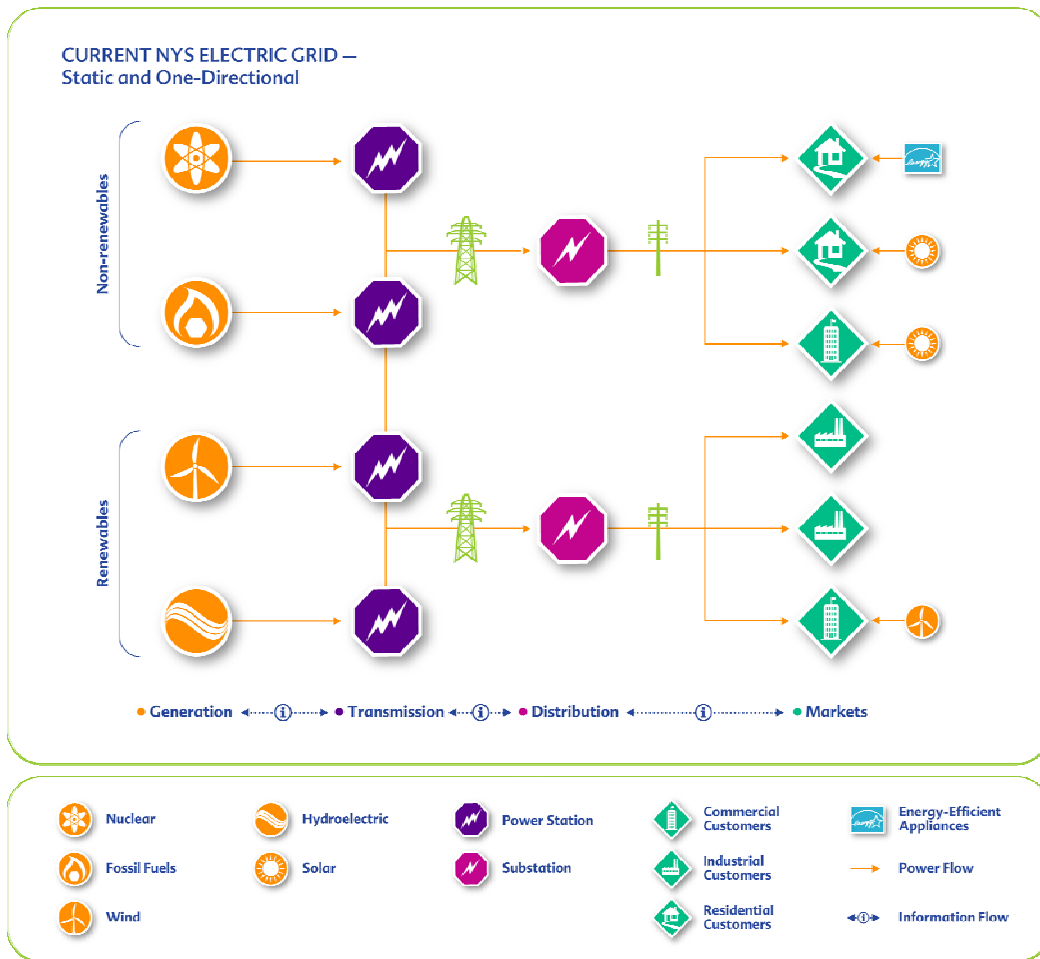 CURRENT NYS ELECTRIC GRID —
Static and One-Directional
Non-renewables
Renewables
Generation
i
Transmission
i
Distribution
i
Markets
Nuclear
Hydroelectric
Power Station
Commercial
Customers
Energy-Efficient
Appliances
Fossil Fuels
Solar
Substation
Industrial
Customers
Power Flow
Wind
Residential
Customers
i
Information Flow